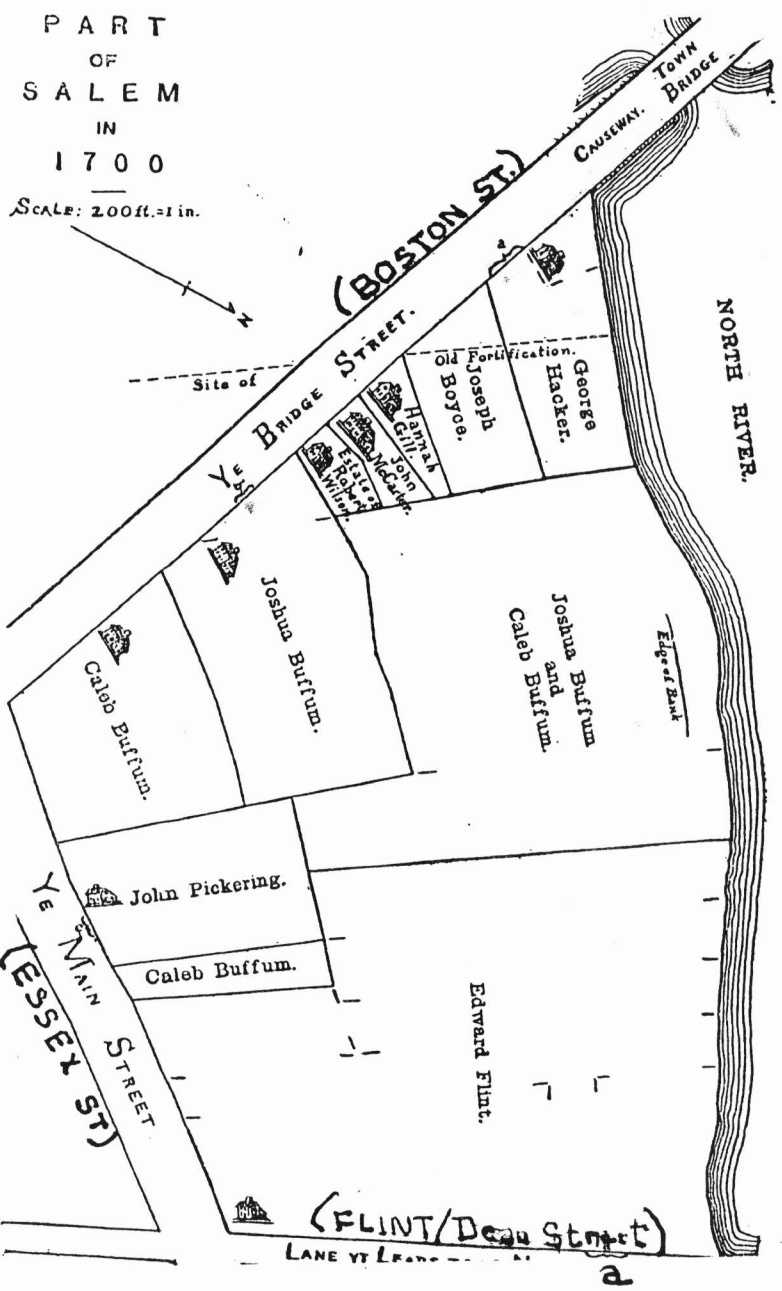 PART
OF
SALEM
IN
1700
SCALE: 200ft.=1 in.
N
TOWN
BRIDGE
CAUSEWAY.
(BOSTON ST.)
YE BRIDGE STREET.
a
b
Site of Old Fortification.
NORTH RIVER.
George
Hacker.
Joseph
Boyce.
Hannah
Gill.
John
McCarter.
Estate of
Robert
Wilson.
Joshua Buffum.
Caleb Buffum.
Joshua Buffum
and
Caleb Buffum.
Edge of Bank
John Pickering.
Caleb Buffum.
YE MAIN STREET
(ESSEX ST)
Edward Flint.
(FLINT/Dean Street)
LANE YT
a